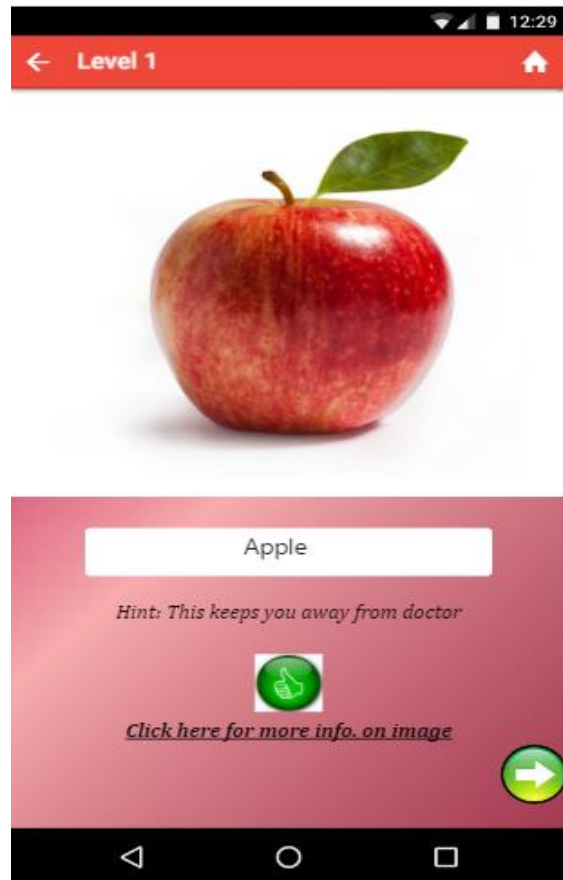 12:29
Level 1
Apple
Hint: This keeps you away from doctor
Click here for more info. on image